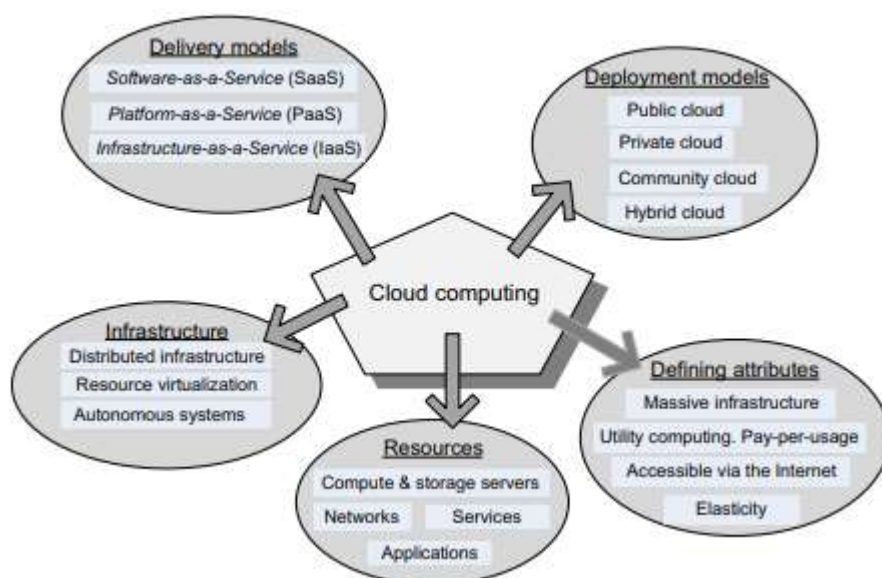 Delivery models
Software-as-a-Service (SaaS)
Platform-as-a-Service (PaaS)
Infrastructure-as-a-Service (IaaS)
Deployment models
Public cloud
Private cloud
Community cloud
Hybrid cloud
Cloud computing
Infrastructure
Distributed infrastructure
Resource virtualization
Autonomous systems
Resources
Compute & storage servers
Networks Services
Applications
Defining attributes
Massive infrastructure
Utility computing. Pay-per-usage
Accessible via the Internet
Elasticity